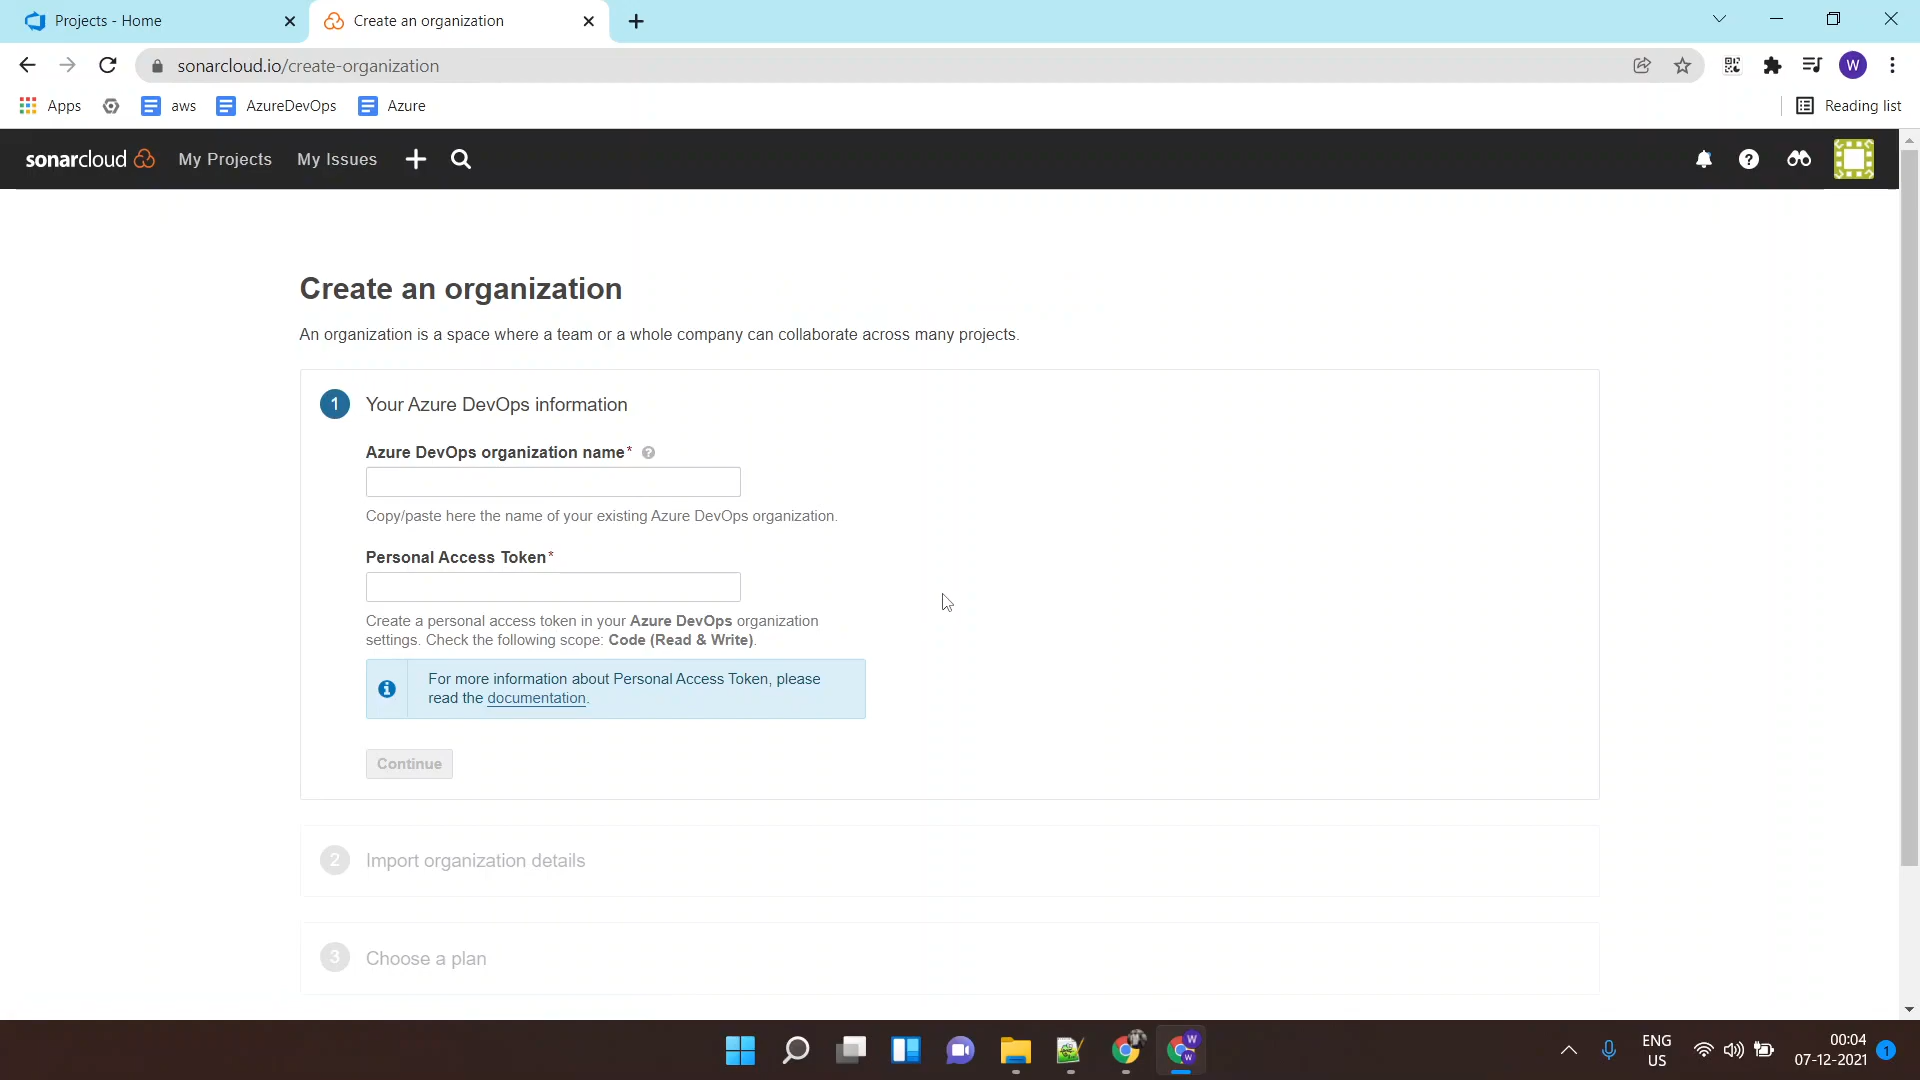 Projects - Home
Create an organization
sonarcloud.io/create-organization
W
Apps
aws
AzureDevOps
Azure
Reading list
sonarcloud
My Projects
My Issues
?
Create an organization
An organization is a space where a team or a whole company can collaborate across many projects.
1
Your Azure DevOps information
Azure DevOps organization name* ?
Copy/paste here the name of your existing Azure DevOps organization.
Personal Access Token*
Create a personal access token in your Azure DevOps organization
settings. Check the following scope: Code (Read & Write).
For more information about Personal Access Token, please
read the documentation.
Continue
2
Import organization details
3
Choose a plan
W
W
ENG
US
00:04
07-12-2021
1